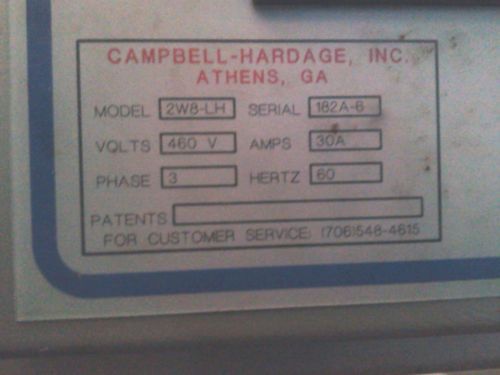 CAMPBELL-HARDAGE, INC.
ATHENS, GA
MODEL 2W8-LH SERIAL 182A-6
VOLTS 460 V AMPS 30A
PHASE 3 HERTZ 60
PATENTS
FOR CUSTOMER SERVICE: (706)548-4615